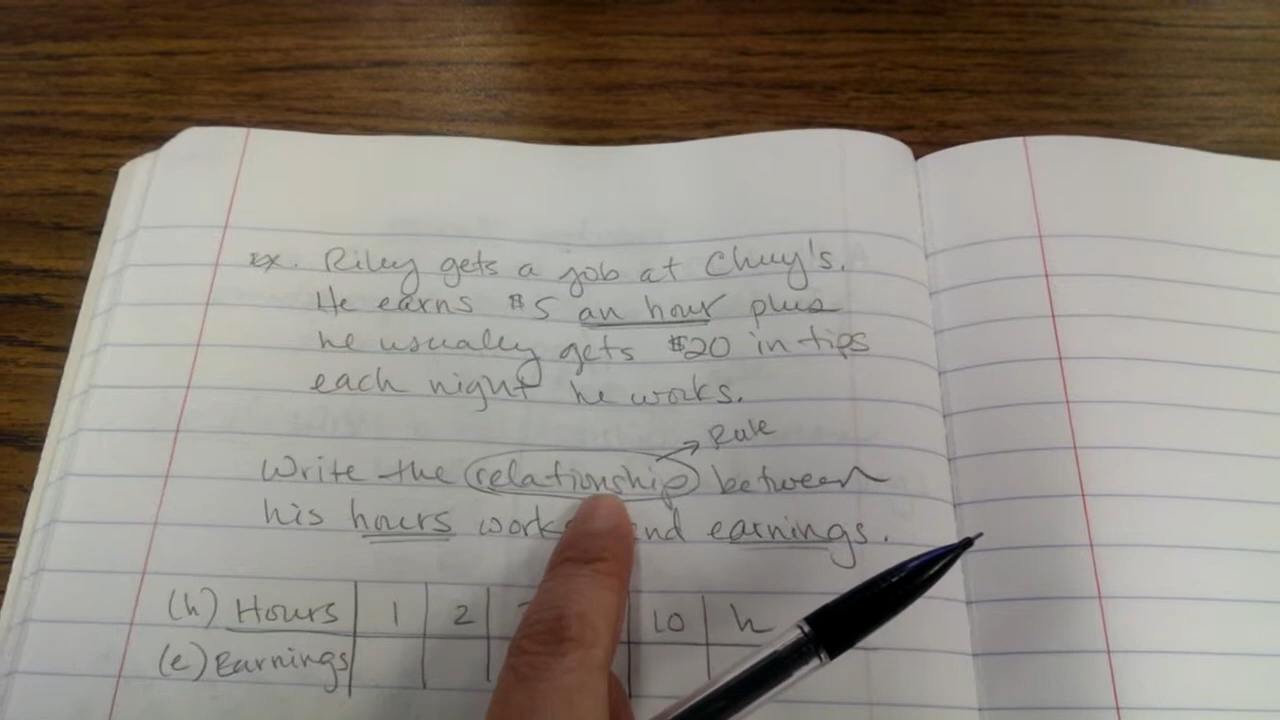 ex. Riley gets a job at Chuy's.
He earns $5 an hour plus
he usually gets $20 in tips
each night he works.
Rule
Write the relationship between
his hours and earnings.
(h) Hours 1 2 10 h
(e) Earnings